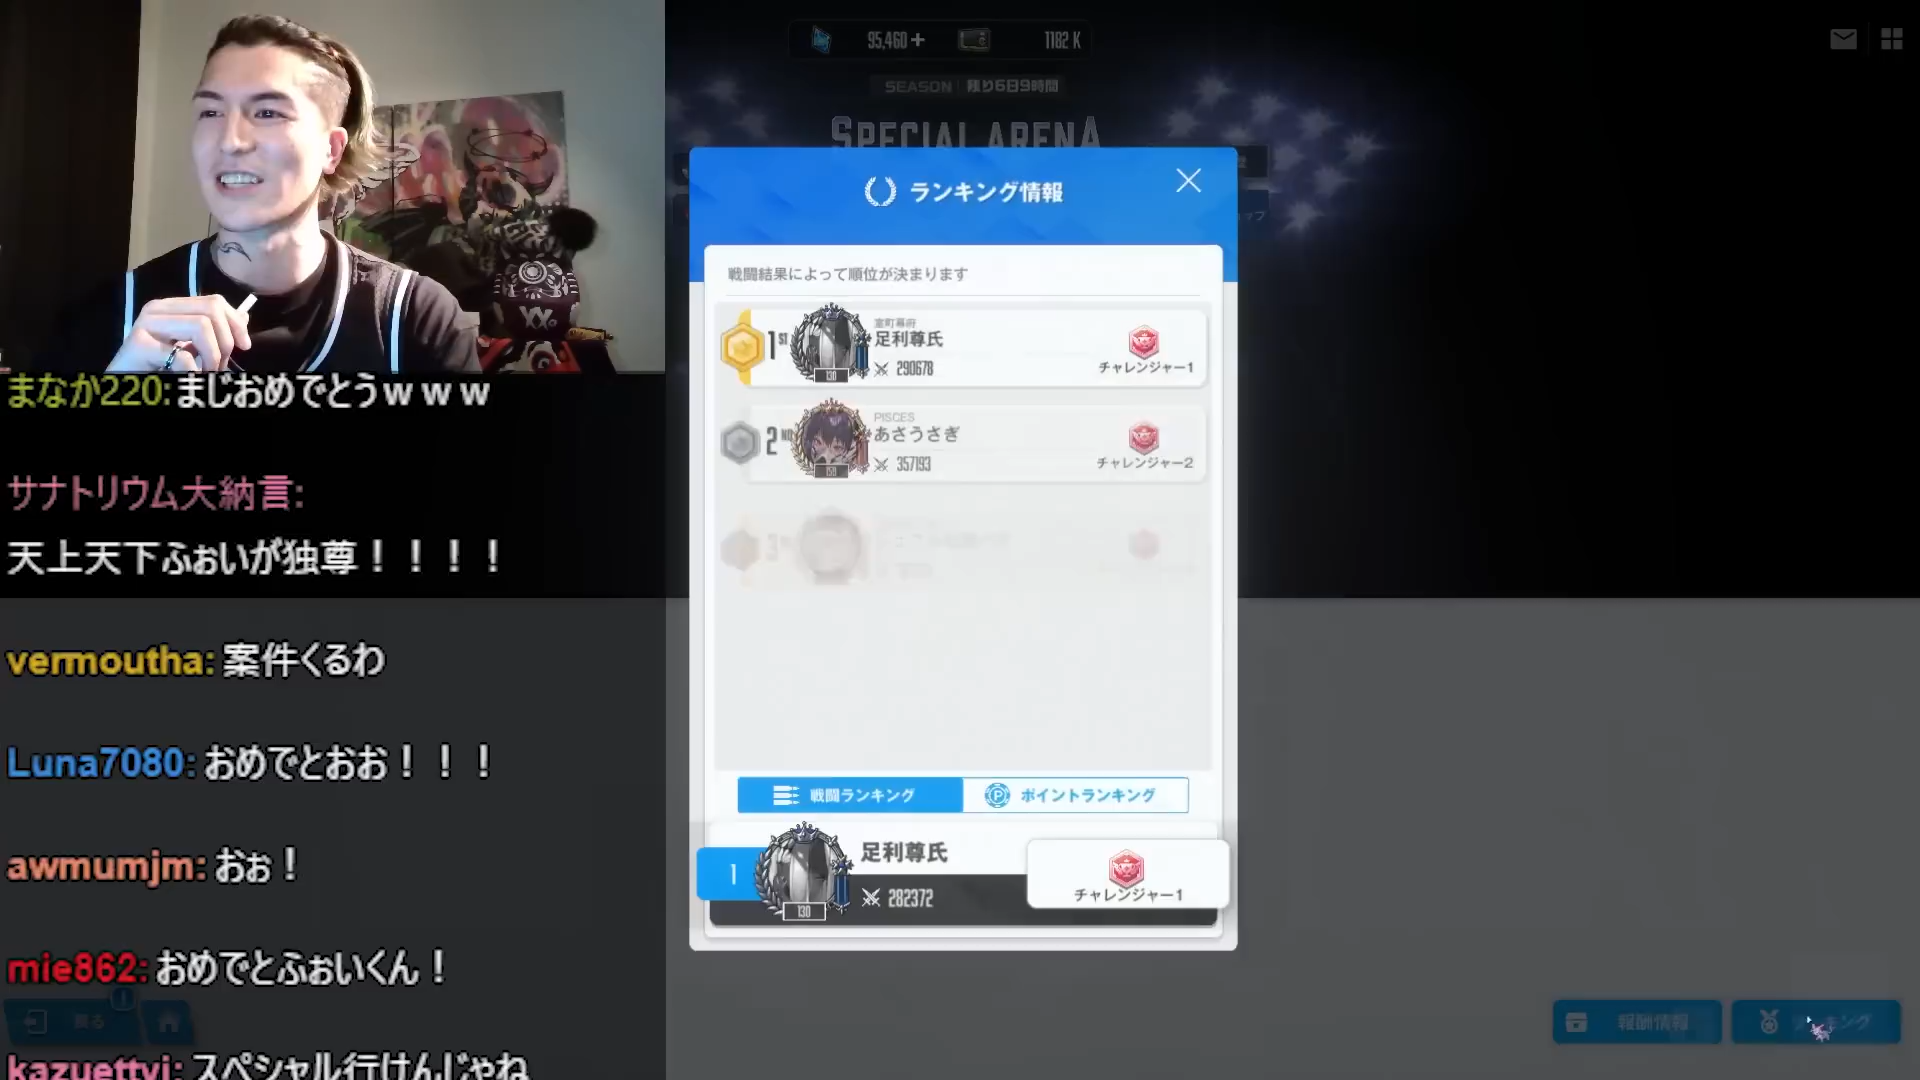 95,460
1182 K
SEASON 残り6日9時間
SPECIAL ARENA
ランキング情報
戦闘結果によって順位が決まります
1ST
室町幕府
足利尊氏
130
290678
チャレンジャー1
2ND
PISCES
あさうさぎ
159
357193
チャレンジャー2
戦闘ランキング
ポイントランキング
1
足利尊氏
130
282372
チャレンジャー1
まなか220: まじおめでとうｗｗｗ
サナトリウム大納言:
天上天下ふぉいが独尊！！！！
vermoutha: 案件くるわ
Luna7080: おめでとおお！！！
awmumjm: おぉ！
mie862: おめでとふぉいくん！
kazuettyi: スペシャル行けんじゃね
戻る
報酬情報